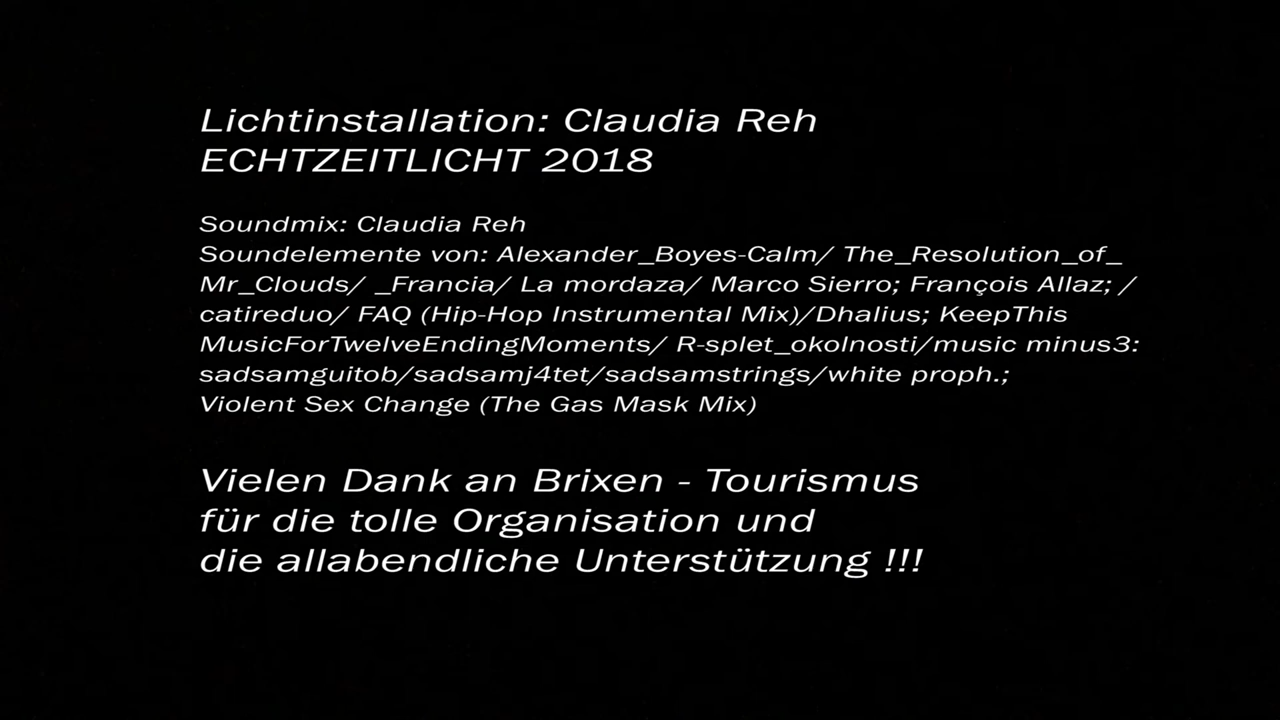 Lichtinstallation: Claudia Reh
ECHTZEITLICHT 2018
Soundmix: Claudia Reh
Soundelemente von: Alexander_Boyes-Calm/ The_Resolution_of_
Mr_Clouds/ _Francia/ La mordaza/ Marco Sierro; François Allaz; /
catireduo/ FAQ (Hip-Hop Instrumental Mix)/Dhalius; KeepThis
MusicForTwelveEndingMoments/ R-splet_okolnosti/music minus3:
sadsamguitob/sadsamj4tet/sadsamstrings/white proph.;
Violent Sex Change (The Gas Mask Mix)
Vielen Dank an Brixen - Tourismus
für die tolle Organisation und
die allabendliche Unterstützung !!!